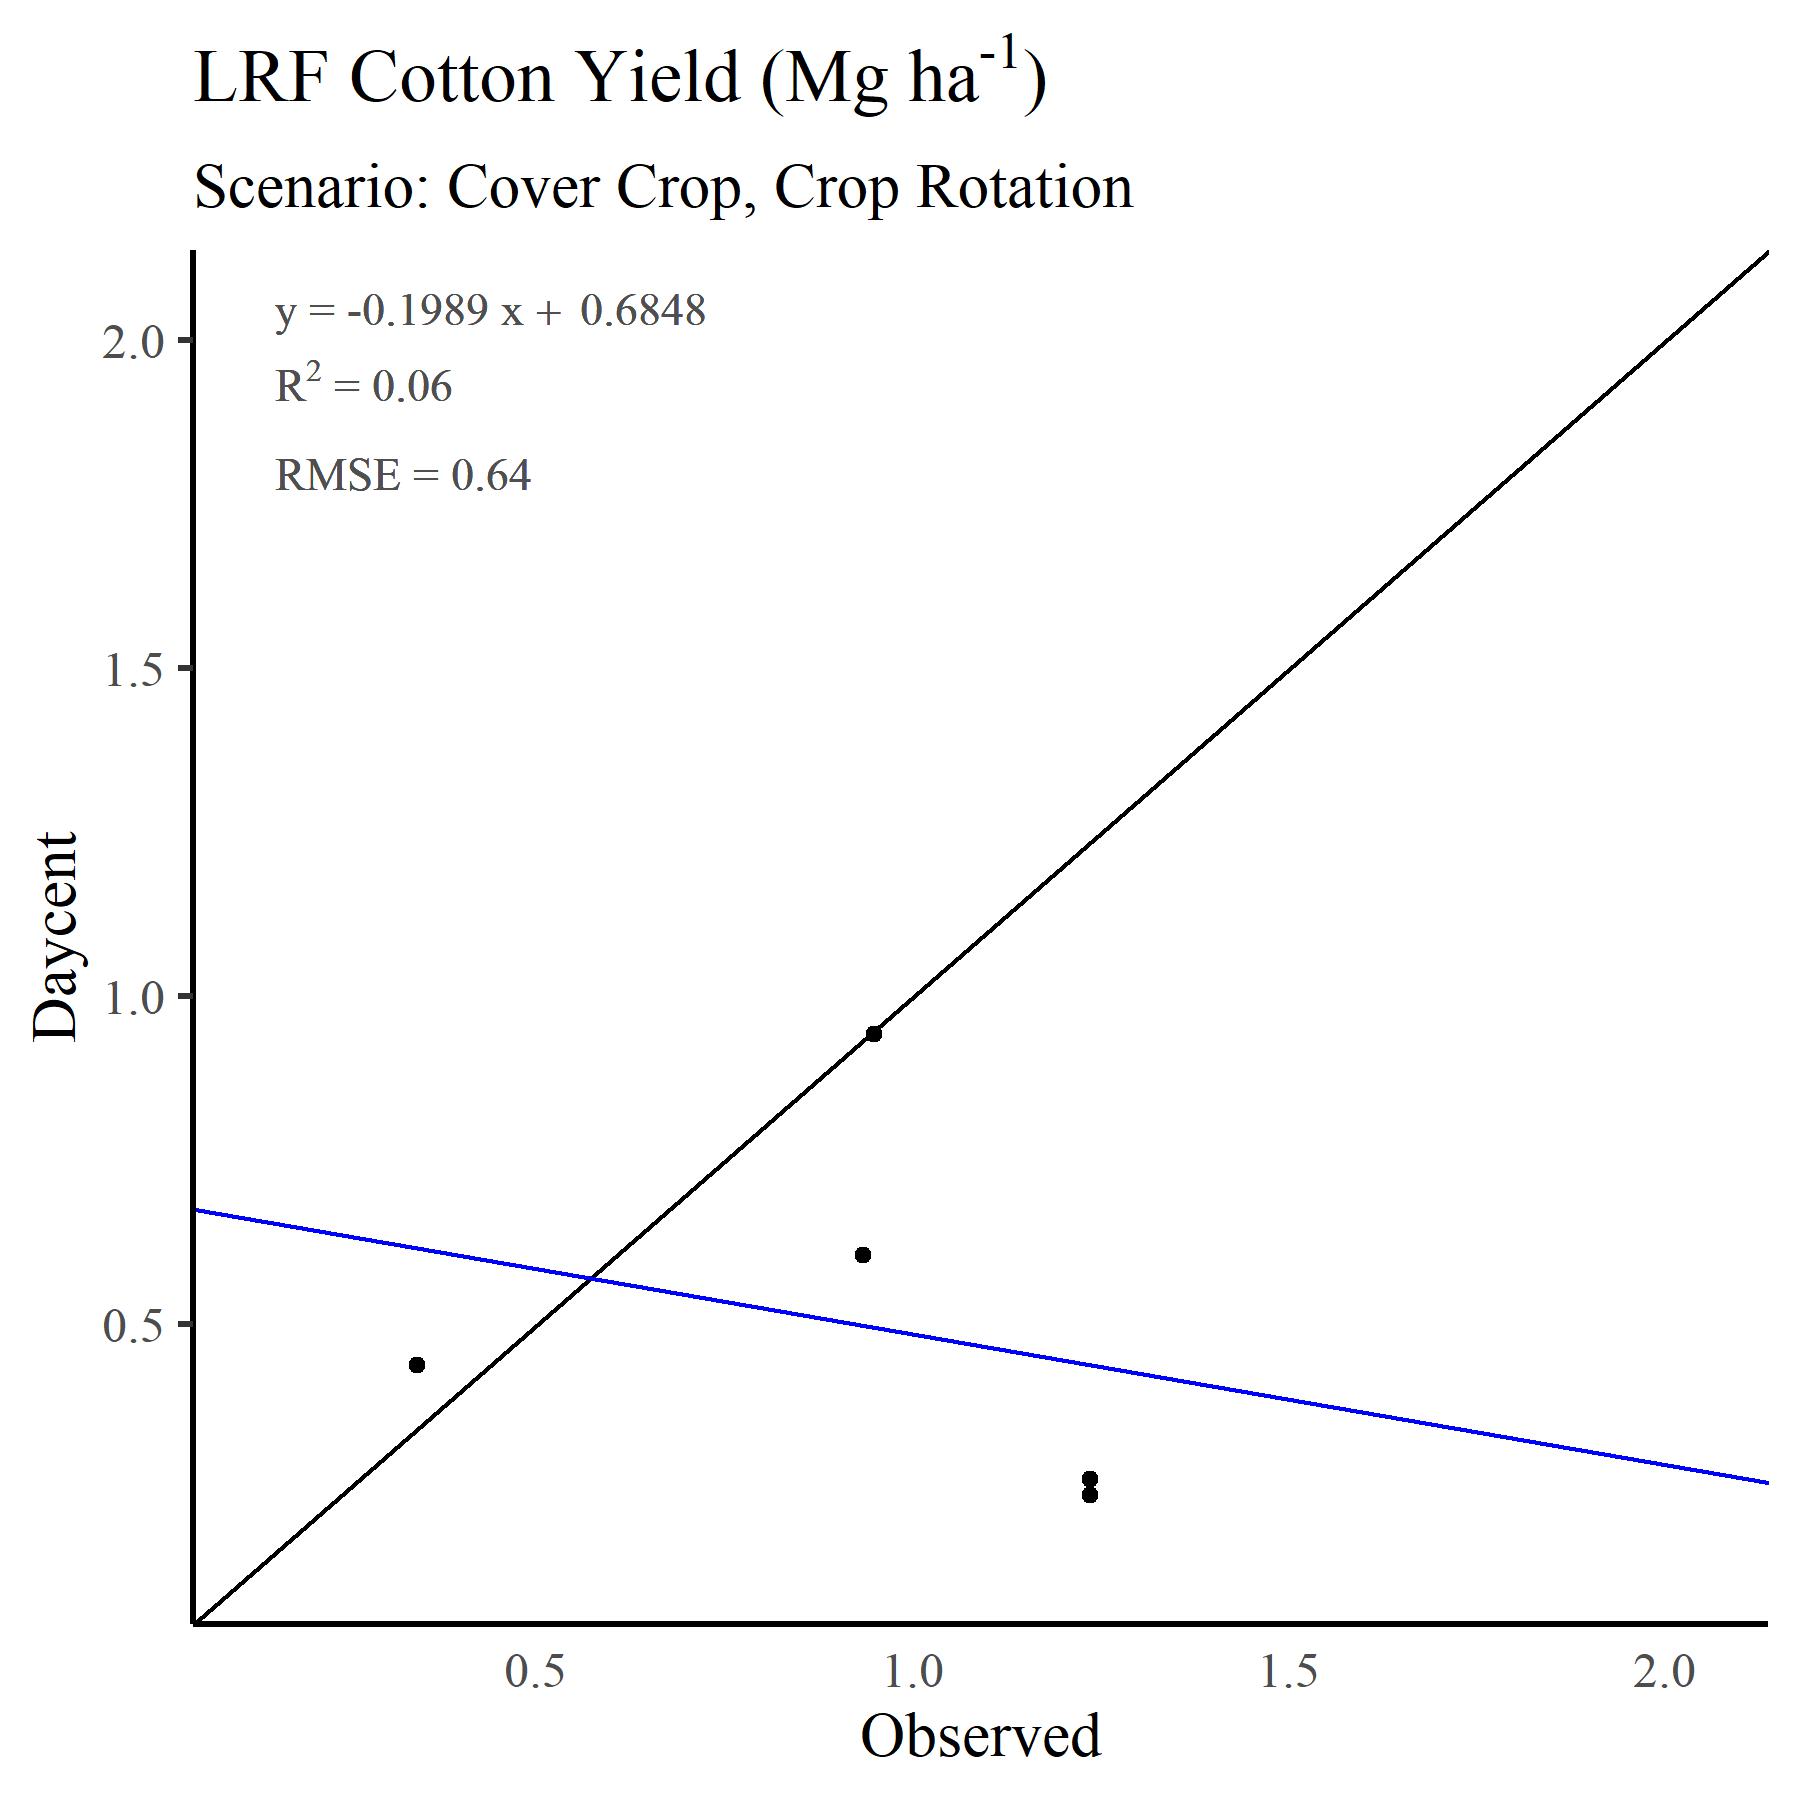 LRF Cotton Yield (Mg ha⁻¹)
Scenario: Cover Crop, Crop Rotation
y = -0.1989 x + 0.6848
R² = 0.06
RMSE = 0.64
2.0
1.5
1.0
0.5
Daycent
0.5 1.0 1.5 2.0
Observed